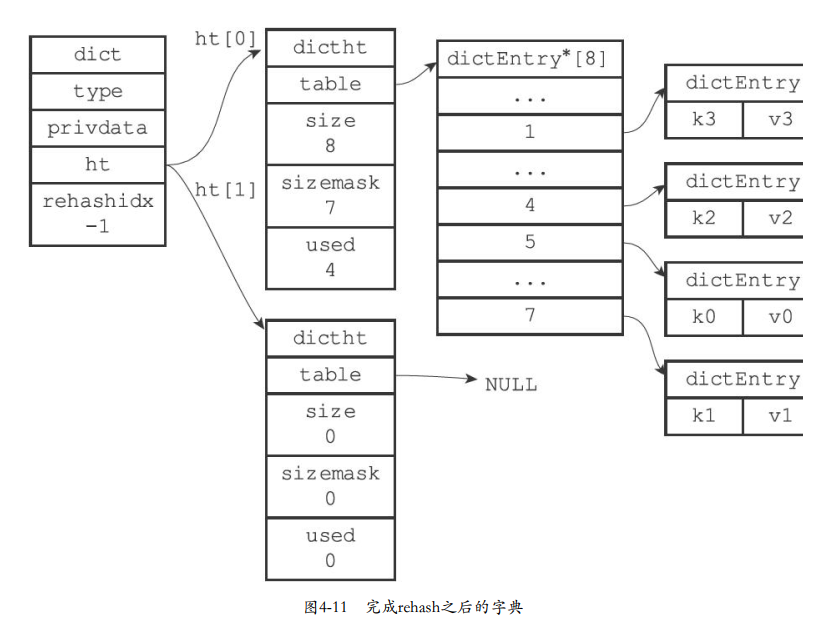 dict
type
privdata
ht
rehashidx
-1
ht[0]
ht[1]
dictht
table
size
8
sizemask
7
used
4
dictht
table
size
0
sizemask
0
used
0
NULL
dictEntry*[8]
...
1
...
4
5
...
7
dictEntry
k3 v3
dictEntry
k2 v2
dictEntry
k0 v0
dictEntry
k1 v1
图4-11 完成rehash之后的字典